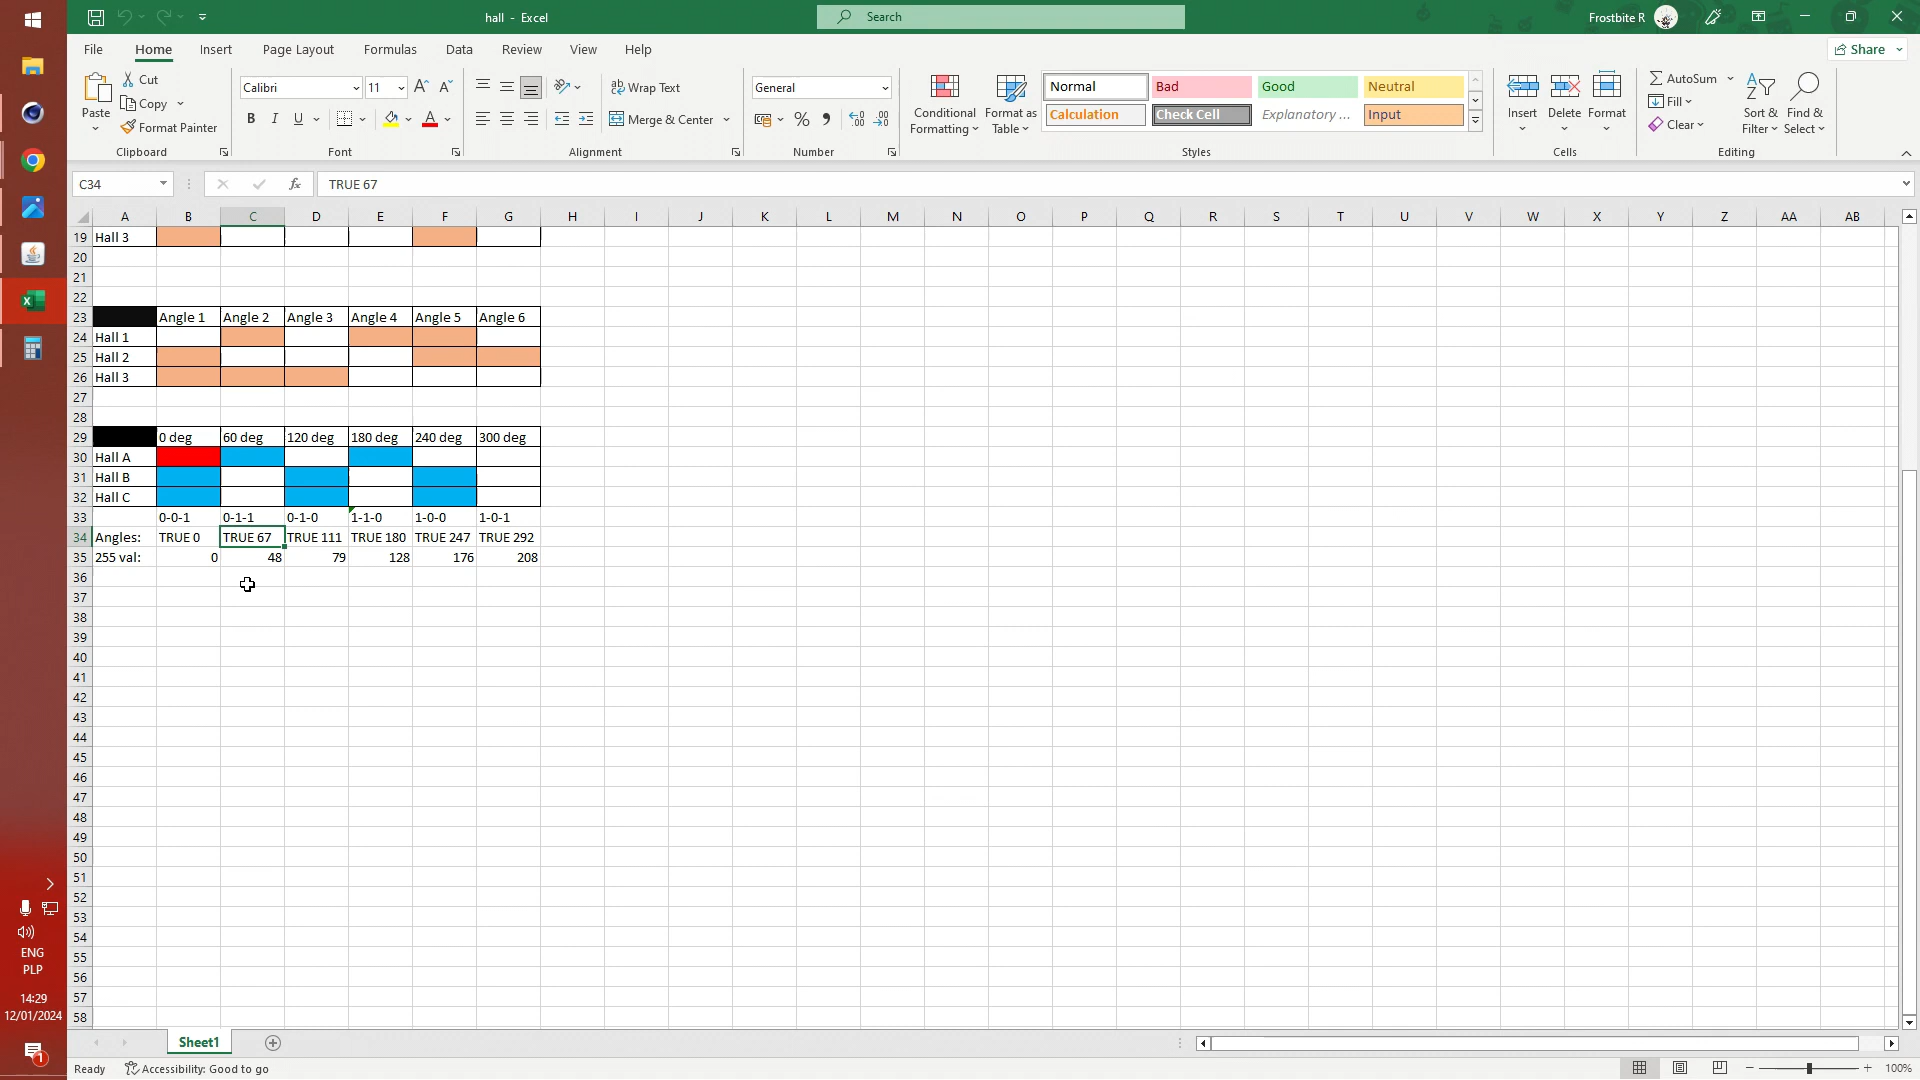 hall - Excel
Search
Frostbite R
File Home Insert Page Layout Formulas Data Review View Help
Share
Paste
Cut
Copy
Format Painter
Clipboard
Calibri 11
B I U
Font
Wrap Text
Merge & Center
Alignment
General
Number
Conditional Formatting
Format as Table
Normal Bad Good Neutral
Calculation Check Cell Explanatory ... Input
Styles
Insert Delete Format
Cells
AutoSum
Fill
Clear
Sort & Filter
Find & Select
Editing
C34 fx TRUE 67
A B C D E F G H I J K L M N O P Q R S T U V W X Y Z AA AB
19 Hall 3
20
21
22
23 Angle 1 Angle 2 Angle 3 Angle 4 Angle 5 Angle 6
24 Hall 1
25 Hall 2
26 Hall 3
27
28
29 0 deg 60 deg 120 deg 180 deg 240 deg 300 deg
30 Hall A
31 Hall B
32 Hall C
33 0-0-1 0-1-1 0-1-0 1-1-0 1-0-0 1-0-1
34 Angles: TRUE 0 TRUE 67 TRUE 111 TRUE 180 TRUE 247 TRUE 292
35 255 val: 0 48 79 128 176 208
36
37
38
39
40
41
42
43
44
45
46
47
48
49
50
51
52
53
54
55
56
57
58
ENG
PLP
14:29
12/01/2024
1
Sheet1
Ready Accessibility: Good to go
100%